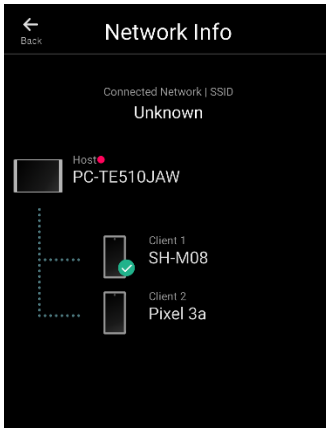 Back
Network Info
Connected Network | SSID
Unknown
Host
PC-TE510JAW
Client 1
SH-M08
Client 2
Pixel 3a